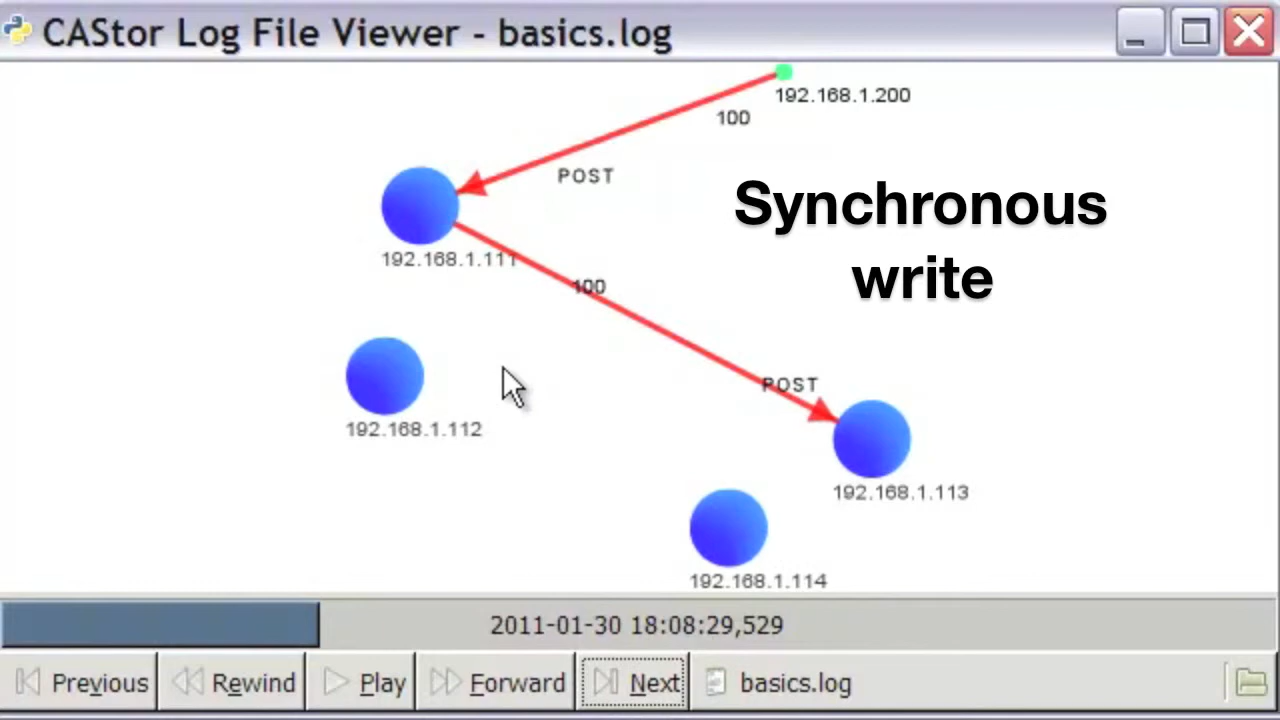 CAStor Log File Viewer - basics.log
192.168.1.200
100
POST
Synchronous
write
192.168.1.111
100
POST
192.168.1.112
192.168.1.113
192.168.1.114
2011-01-30 18:08:29,529
Previous Rewind Play Forward Next basics.log